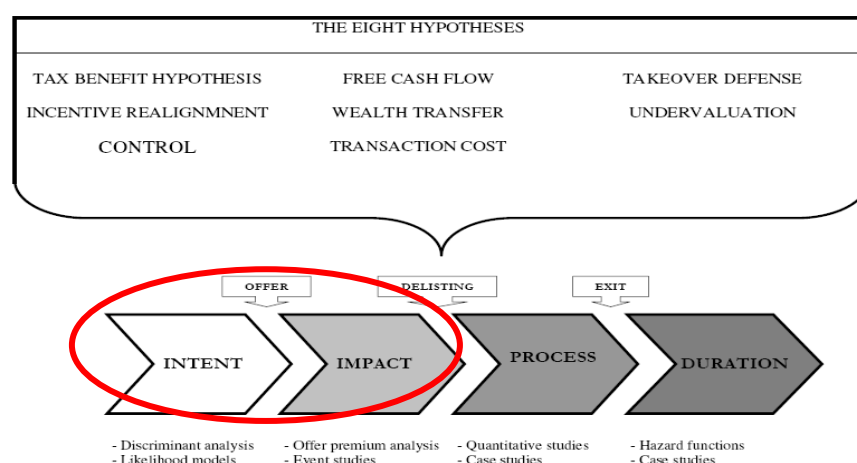 THE EIGHT HYPOTHESES
TAX BENEFIT HYPOTHESIS FREE CASH FLOW TAKEOVER DEFENSE
INCENTIVE REALIGNMNENT WEALTH TRANSFER UNDERVALUATION
CONTROL TRANSACTION COST
OFFER DELISTING EXIT
INTENT IMPACT PROCESS DURATION
- Discriminant analysis - Offer premium analysis - Quantitative studies - Hazard functions
- Likelihood models - Event studies - Case studies - Case studies